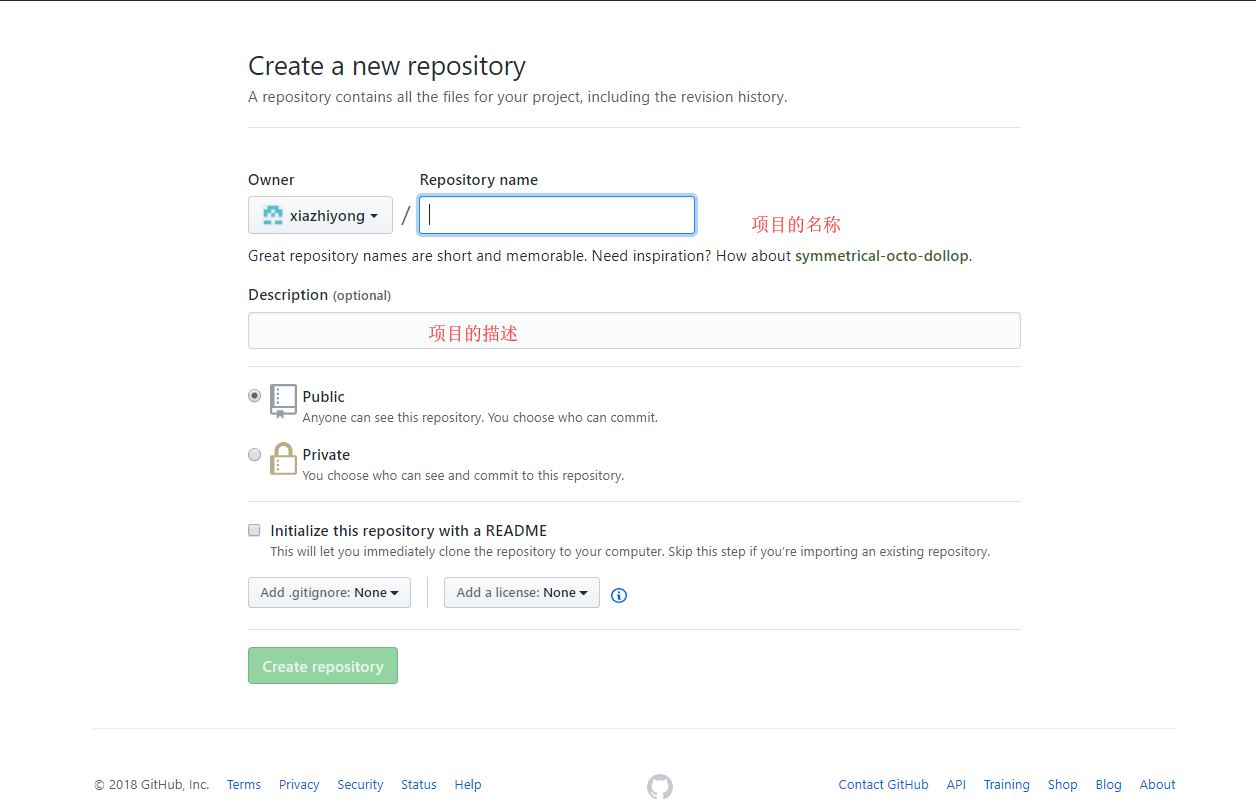 Create a new repository
A repository contains all the files for your project, including the revision history.
Owner
Repository name
xiazhiyong
/
项目的名称
Great repository names are short and memorable. Need inspiration? How about symmetrical-octo-dollop.
Description (optional)
项目的描述
Public
Anyone can see this repository. You choose who can commit.
Private
You choose who can see and commit to this repository.
Initialize this repository with a README
This will let you immediately clone the repository to your computer. Skip this step if you’re importing an existing repository.
Add .gitignore: None
Add a license: None
Create repository
© 2018 GitHub, Inc. Terms Privacy Security Status Help
Contact GitHub API Training Shop Blog About